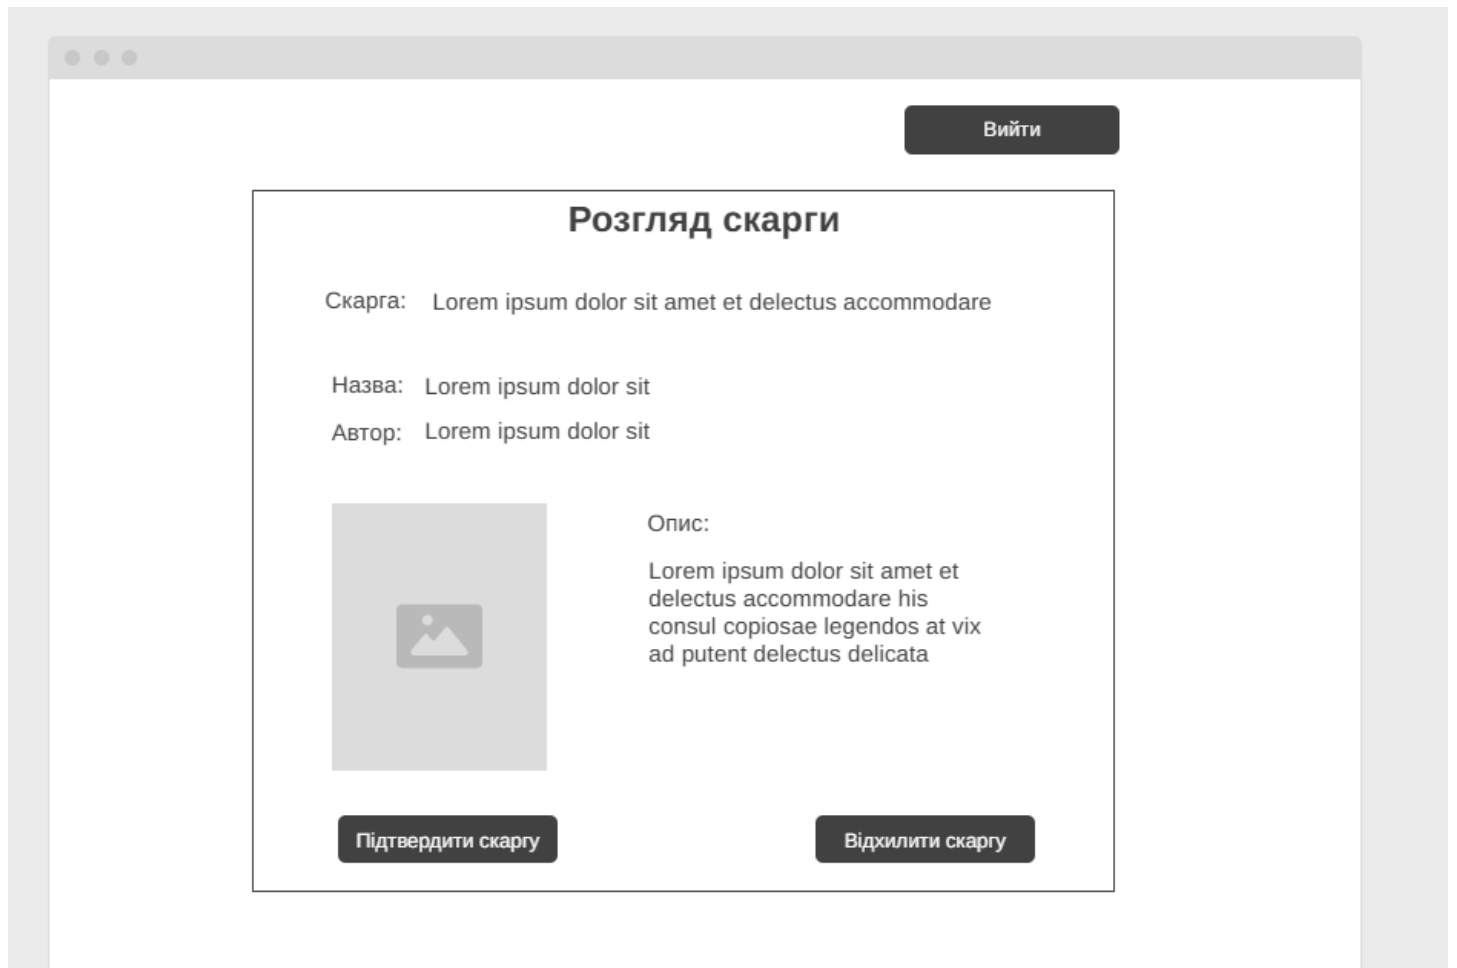 Вийти
Розгляд скарги
Скарга: Lorem ipsum dolor sit amet et delectus accommodare
Назва: Lorem ipsum dolor sit
Автор: Lorem ipsum dolor sit
Опис:
Lorem ipsum dolor sit amet et
delectus accommodare his
consul copiosae legendos at vix
ad putent delectus delicata
Підтвердити скаргу
Відхилити скаргу